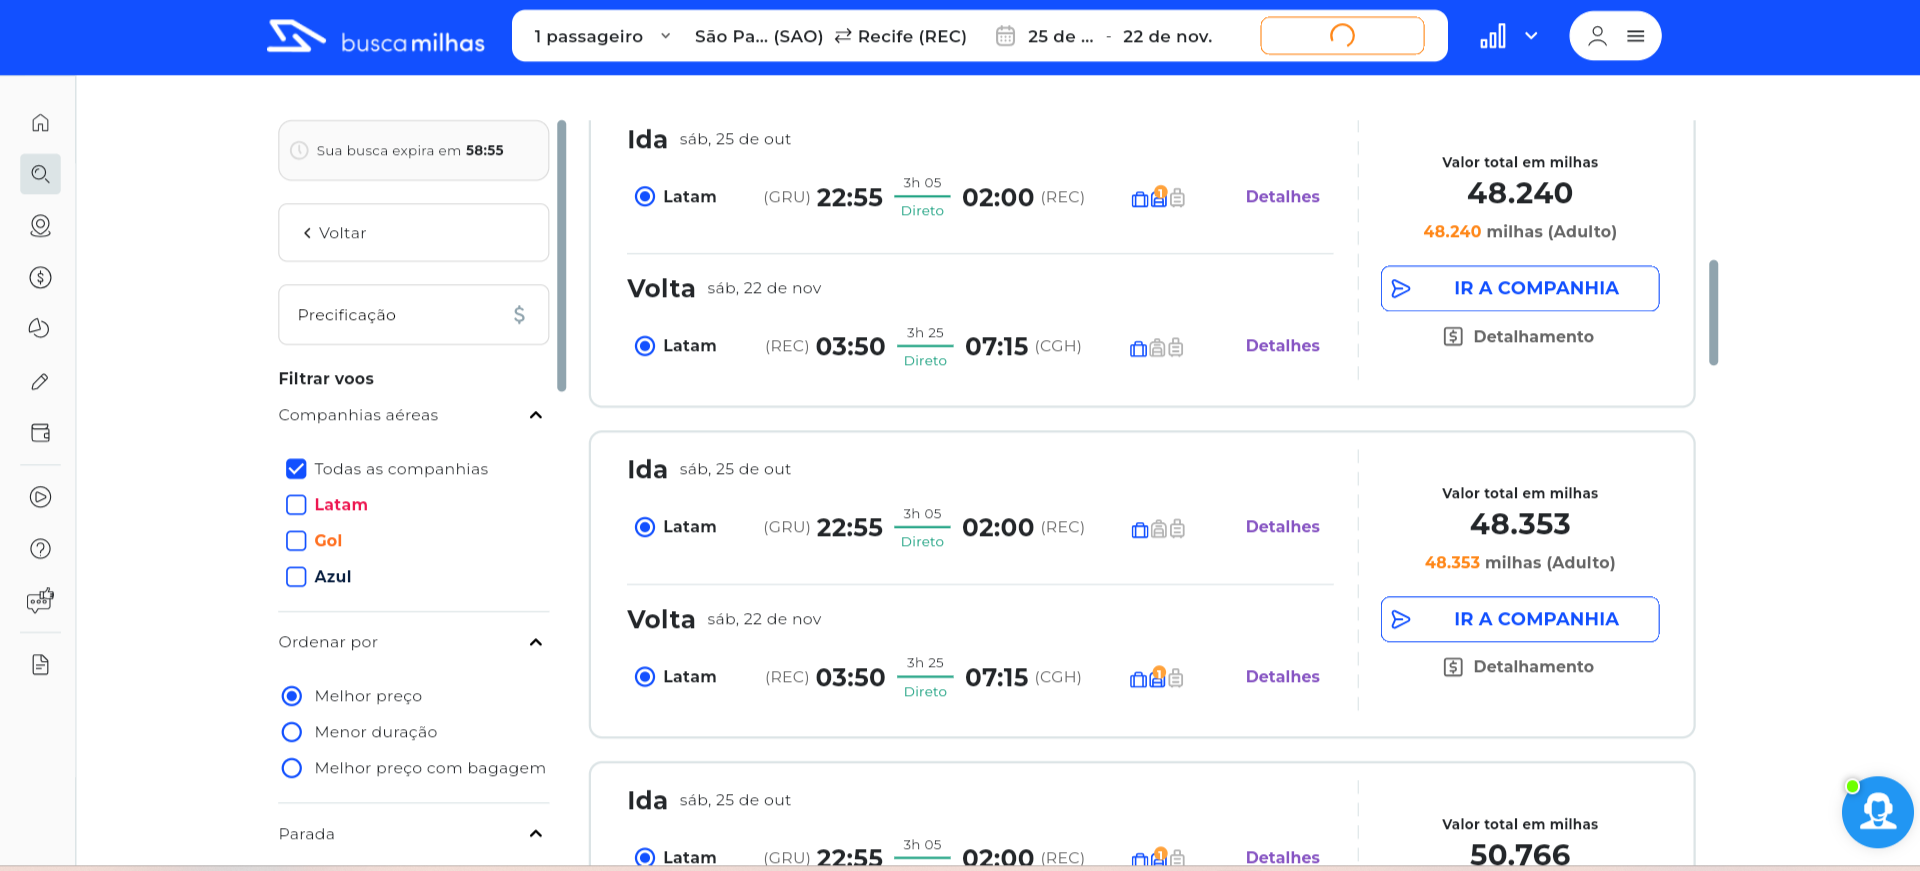 buscamilhas
1 passageiro
São Pa... (SAO) Recife (REC)
25 de ... - 22 de nov.
Sua busca expira em 58:55
Voltar
Precificação $
Filtrar voos
Companhias aéreas
Todas as companhias
Latam
Gol
Azul
Ordenar por
Melhor preço
Menor duração
Melhor preço com bagagem
Parada
Ida sáb, 25 de out
Latam (GRU) 22:55 3h 05 Direto 02:00 (REC) 1 Detalhes
Volta sáb, 22 de nov
Latam (REC) 03:50 3h 25 Direto 07:15 (CGH) Detalhes
Valor total em milhas
48.240
48.240 milhas (Adulto)
IR A COMPANHIA
Detalhamento
Ida sáb, 25 de out
Latam (GRU) 22:55 3h 05 Direto 02:00 (REC) Detalhes
Volta sáb, 22 de nov
Latam (REC) 03:50 3h 25 Direto 07:15 (CGH) 1 Detalhes
Valor total em milhas
48.353
48.353 milhas (Adulto)
IR A COMPANHIA
Detalhamento
Ida sáb, 25 de out
Latam (GRU) 22:55 3h 05 02:00 (REC) 1 Detalhes
Valor total em milhas
50.766